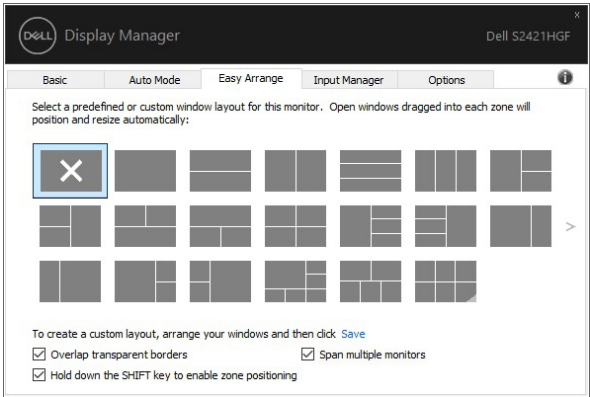 x
DELL Display Manager
Dell S2421HGF
Basic Auto Mode Easy Arrange Input Manager Options i
Select a predefined or custom window layout for this monitor. Open windows dragged into each zone will
position and resize automatically:
X
>
To create a custom layout, arrange your windows and then click Save
Overlap transparent borders
Span multiple monitors
Hold down the SHIFT key to enable zone positioning